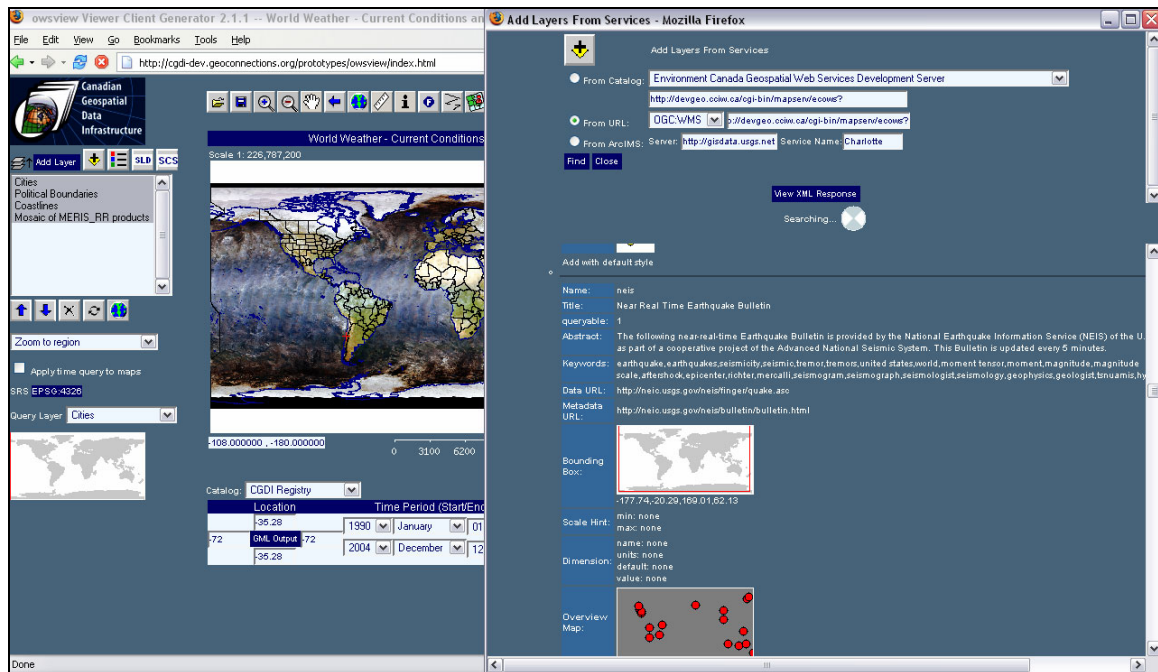 owsview Viewer Client Generator 2.1.1 -- World Weather - Current Conditions an
File Edit View Go Bookmarks Tools Help
http://cgdi-dev.geoconnections.org/prototypes/owsview/index.html
Canadian
Geospatial
Data
Infrastructure
Add Layer SLD SCS
Cities
Political Boundaries
Coastlines
Mosaic of MERIS_RR products
Zoom to region
Apply time query to maps
SRS EPSG:4326
Query Layer Cities
World Weather - Current Conditions
Scale 1: 226,787,200
-108.000000 , -180.000000
0 3100 6200
Catalog: CGDI Registry
Location Time Period (Start/End
-35.28 1990 January 01
-72 GML Output -72
2004 December 12
-35.28
Done
Add Layers From Services - Mozilla Firefox
Add Layers From Services
From Catalog: Environment Canada Geospatial Web Services Development Server
http://devgeo.cciw.ca/cgi-bin/mapserv/ecows?
From URL: OGC:WMS p://devgeo.cciw.ca/cgi-bin/mapserv/ecows?
From ArcIMS: Server: http://gisdata.usgs.net Service Name: Charlotte
Find Close
View XML Response
Searching...
Add with default style
Name: neis
Title: Near Real Time Earthquake Bulletin
queryable: 1
Abstract: The following near-real-time Earthquake Bulletin is provided by the National Earthquake Information Service (NEIS) of the U.
as part of a cooperative project of the Advanced National Seismic System. This Bulletin is updated every 5 minutes.
Keywords: earthquake,earthquakes,seismicity,seismic,tremor,tremors,united states,world,moment tensor,moment,magnitude,magnitude
scale,aftershock,epicenter,richter,mercalli,seismogram,seismograph,seismologist,seismology,geophysics,geologist,tsnuamis,hy
Data URL: http://neic.usgs.gov/neis/finger/quake.asc
Metadata
URL: http://neic.usgs.gov/neis/bulletin/bulletin.html
Bounding
Box:
-177.74,-20.29,169.01,62.13
Scale Hint: min: none
max: none
Dimension: name: none
units: none
default: none
value: none
Overview
Map: